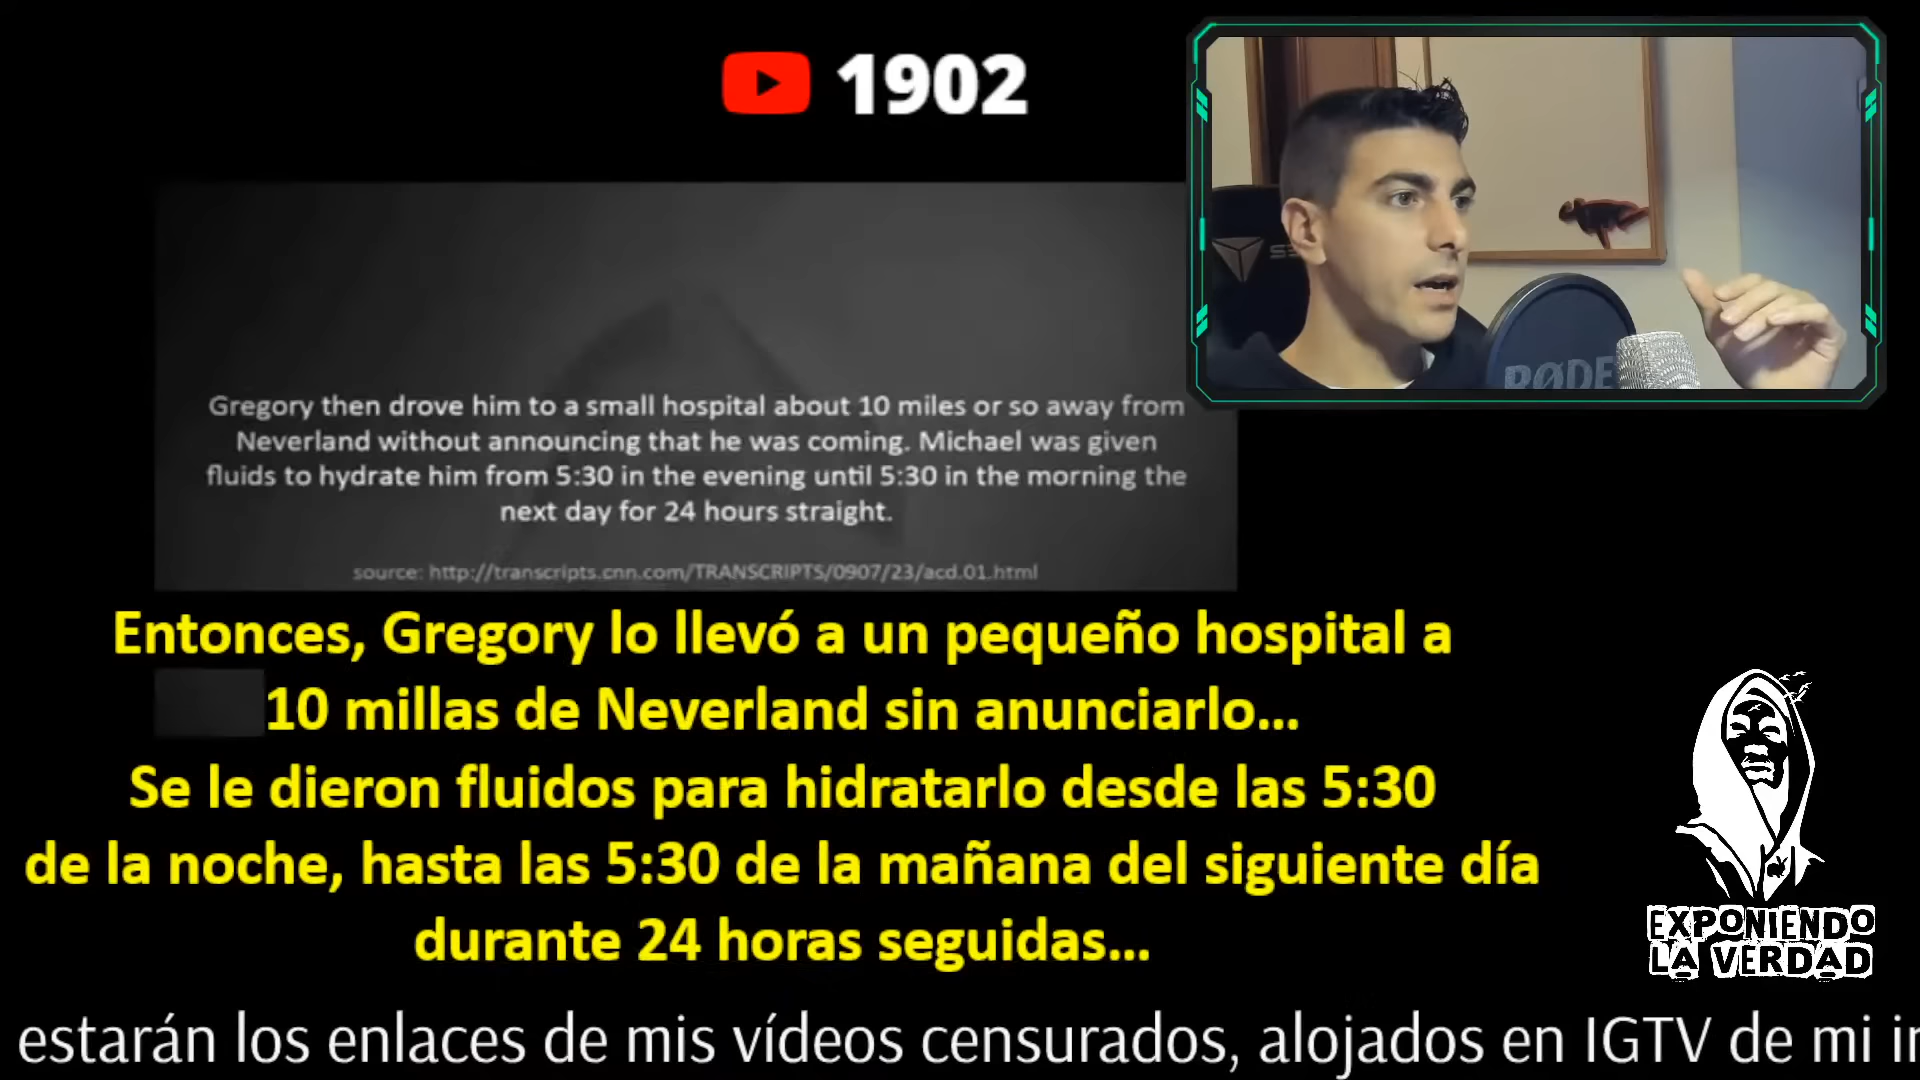 1902
Gregory then drove him to a small hospital about 10 miles or so away from
Neverland without announcing that he was coming. Michael was given
fluids to hydrate him from 5:30 in the evening until 5:30 in the morning the
next day for 24 hours straight.
source: http://transcripts.cnn.com/TRANSCRIPTS/0907/23/acd.01.html
RØDE
Entonces, Gregory lo llevó a un pequeño hospital a
10 millas de Neverland sin anunciarlo...
Se le dieron fluidos para hidratarlo desde las 5:30
de la noche, hasta las 5:30 de la mañana del siguiente día
durante 24 horas seguidas...
EXPONIENDO
LA VERDAD
estarán los enlaces de mis vídeos censurados, alojados en IGTV de mi